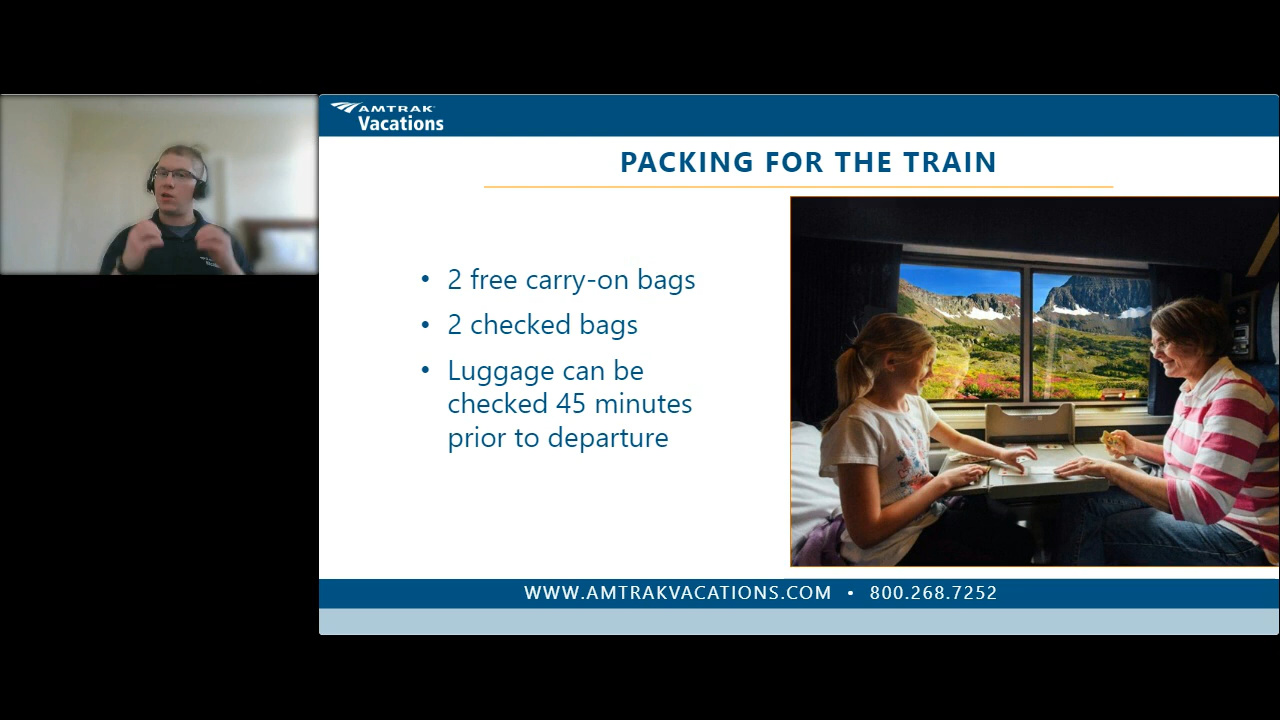 AMTRAK
Vacations
PACKING FOR THE TRAIN
• 2 free carry-on bags
• 2 checked bags
• Luggage can be
checked 45 minutes
prior to departure
WWW.AMTRAKVACATIONS.COM • 800.268.7252